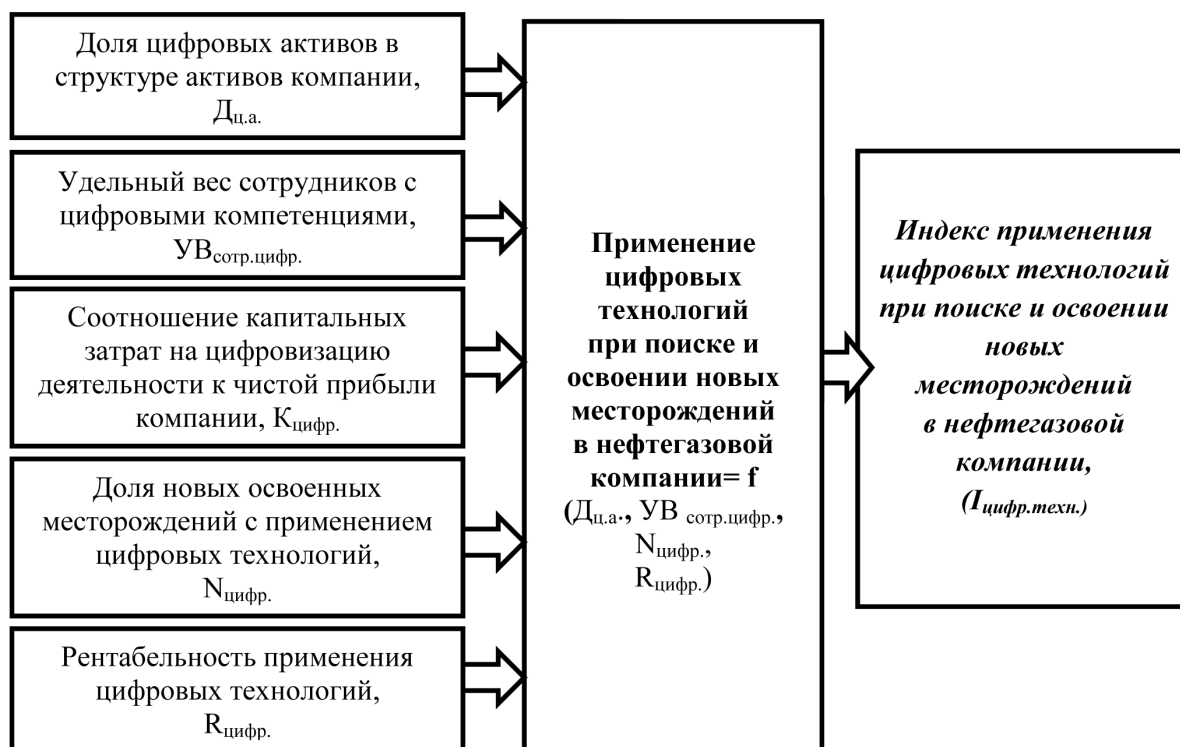 Доля цифровых активов в
структуре активов компании,
Дц.а.
Удельный вес сотрудников с
цифровыми компетенциями,
УВсотр.цифр.
Соотношение капитальных
затрат на цифровизацию
деятельности к чистой прибыли
компании, Кцифр.
Доля новых освоенных
месторождений с применением
цифровых технологий,
Nцифр.
Рентабельность применения
цифровых технологий,
Rцифр.
Применение
цифровых
технологий
при поиске и
освоении новых
месторождений
в нефтегазовой
компании= f
(Дц.а., УВ сотр.цифр.,
Nцифр.,
Rцифр.)
Индекс применения
цифровых технологий
при поиске и освоении
новых
месторождений
в нефтегазовой
компании,
(Iцифр.техн.)